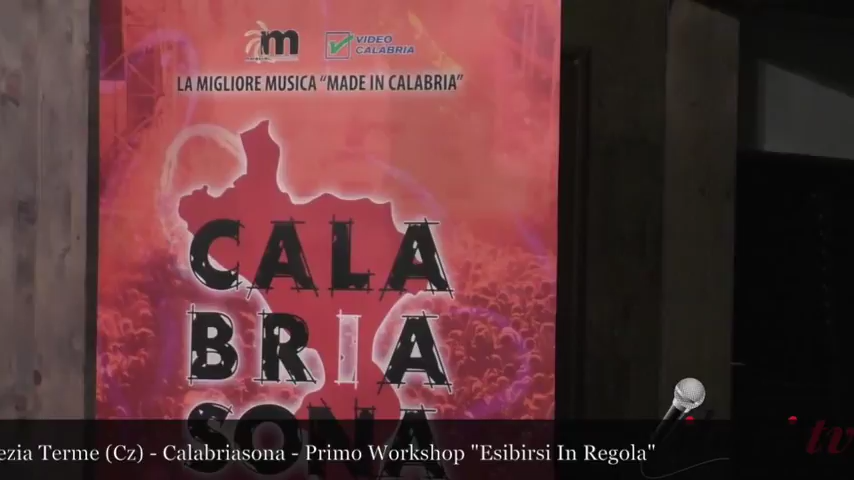 m
VIDEO
CALABRIA
LA MIGLIORE MUSICA "MADE IN CALABRIA"
CALA
BRIA
SONA
ezia Terme (Cz) - Calabriasona - Primo Workshop "Esibirsi In Regola"
tv